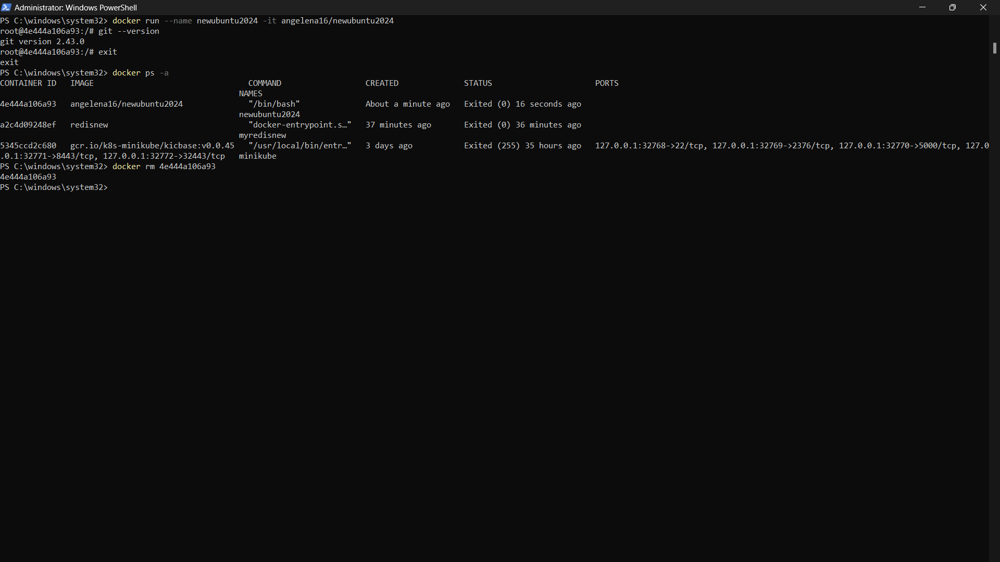 Administrator: Windows PowerShell
PS C:\windows\system32> docker run --name newubuntu2024 -it angelena16/newubuntu2024
root@4e444a106a93:/# git --version
git version 2.43.0
root@4e444a106a93:/# exit
exit
PS C:\windows\system32> docker ps -a
CONTAINER ID   IMAGE                                 COMMAND                  CREATED              STATUS                      PORTS
                                                   NAMES
4e444a106a93   angelena16/newubuntu2024              "/bin/bash"              About a minute ago   Exited (0) 16 seconds ago
                                                   newubuntu2024
a2c4d09248ef   redisnew                              "docker-entrypoint.s…"   37 minutes ago       Exited (0) 36 minutes ago
                                                   myredisnew
5345ccd2c680   gcr.io/k8s-minikube/kicbase:v0.0.45   "/usr/local/bin/entr…"   3 days ago           Exited (255) 35 hours ago   127.0.0.1:32768->22/tcp, 127.0.0.1:32769->2376/tcp, 127.0.0.1:32770->5000/tcp, 127.0
.0.1:32771->8443/tcp, 127.0.0.1:32772->32443/tcp   minikube
PS C:\windows\system32> docker rm 4e444a106a93
4e444a106a93
PS C:\windows\system32>